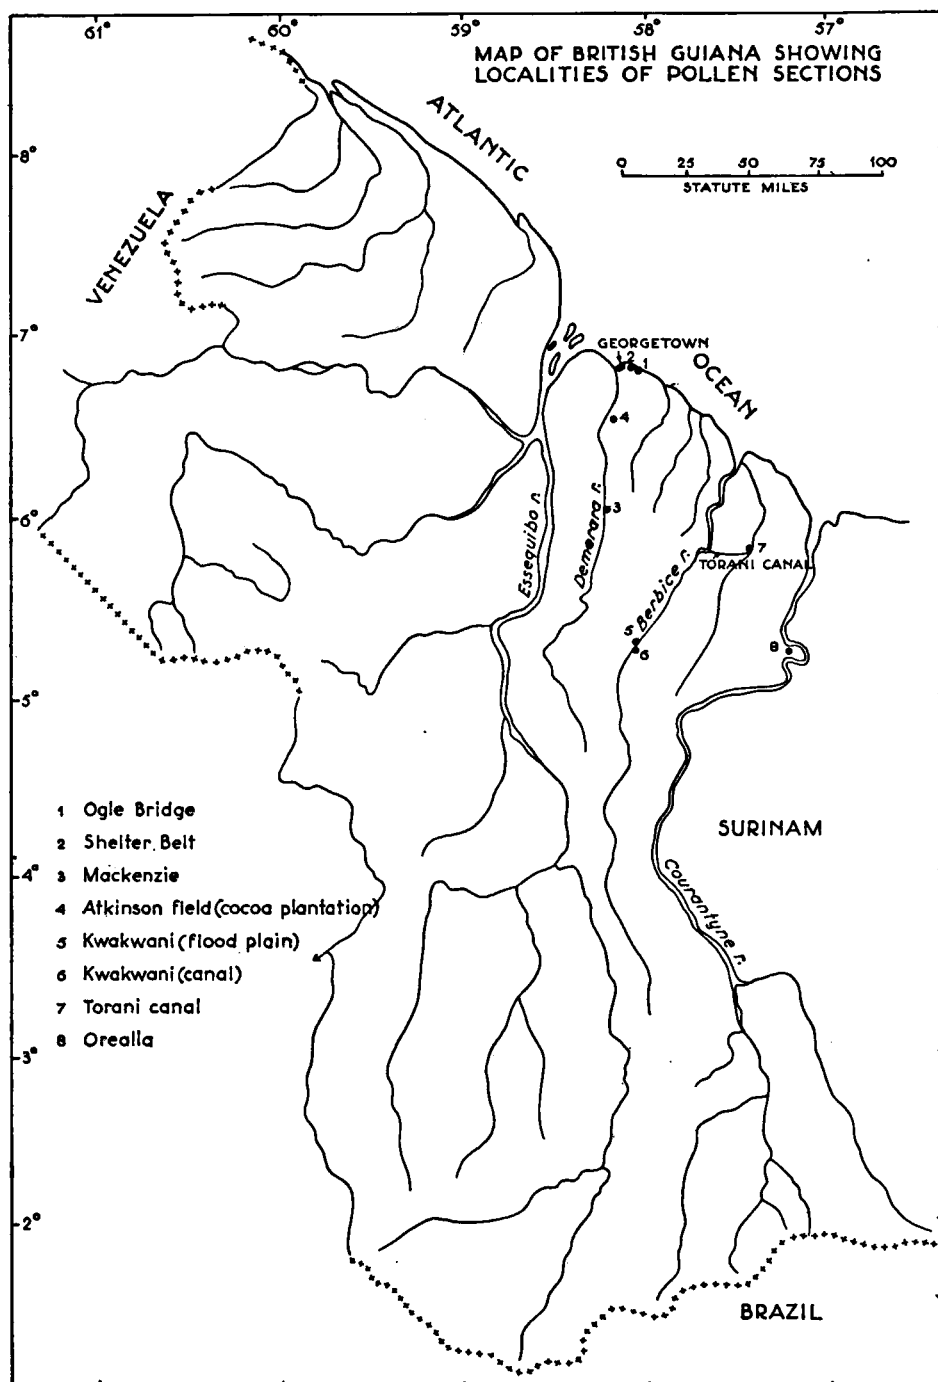 61° 60° 59° 58° 57°
MAP OF BRITISH GUIANA SHOWING
LOCALITIES OF POLLEN SECTIONS
ATLANTIC
8°
0 25 50 75 100
STATUTE MILES
VENEZUELA
7°
GEORGETOWN
2 1
OCEAN
4
6°
Essequibo r.
Demerara r.
3
Berbice r.
7
TORANI CANAL
5
6
8
5°
1 Ogle Bridge
2 Shelter Belt
SURINAM
3 Mackenzie
4°
Courantyne r.
4 Atkinson field (cocoa plantation)
5 Kwakwani (flood plain)
6 Kwakwani (canal)
7 Torani canal
8 Orealla
3°
2°
BRAZIL